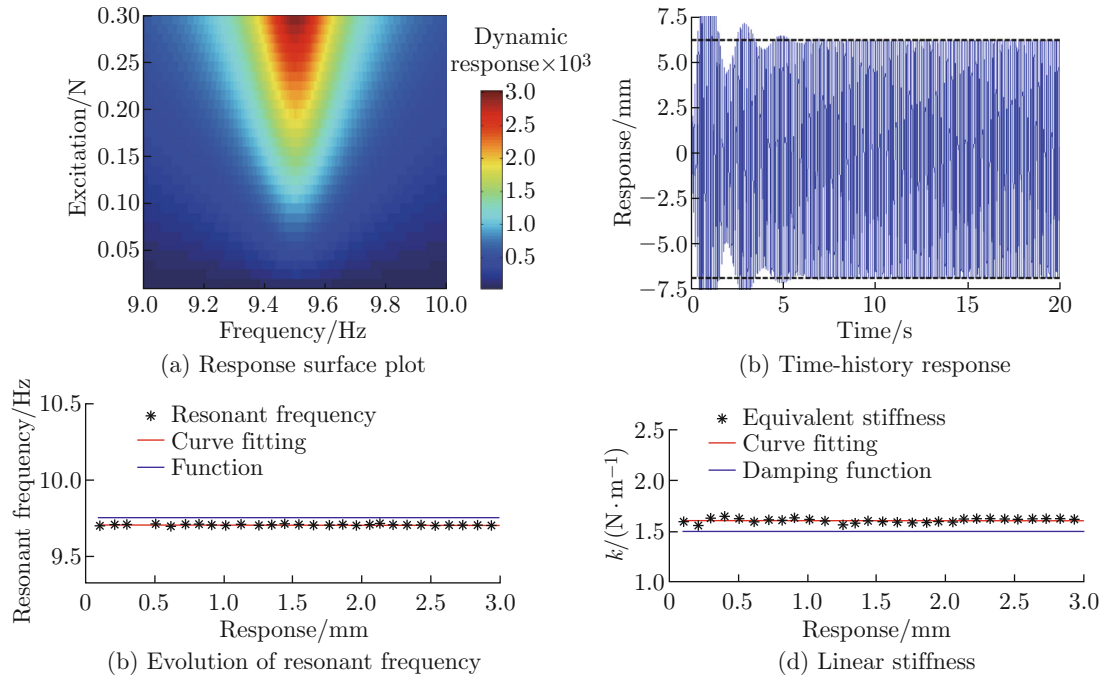 0.30
0.25
0.20
0.15
0.10
0.05
Excitation/N
9.0 9.2 9.4 9.6 9.8 10.0
Frequency/Hz
Dynamic
response×10³
3.0
2.5
2.0
1.5
1.0
0.5
(a) Response surface plot
7.5
5.0
2.5
0
−2.5
−5.0
−7.5
Response/mm
0 5 10 15 20
Time/s
(b) Time-history response
10.5
10.0
9.5
Resonant frequency/Hz
Resonant frequency
Curve fitting
Function
0 0.5 1.0 1.5 2.0 2.5 3.0
Response/mm
(b) Evolution of resonant frequency
2.5
2.0
1.5
1.0
k/(N·m⁻¹)
Equivalent stiffness
Curve fitting
Damping function
0 0.5 1.0 1.5 2.0 2.5 3.0
Response/mm
(d) Linear stiffness